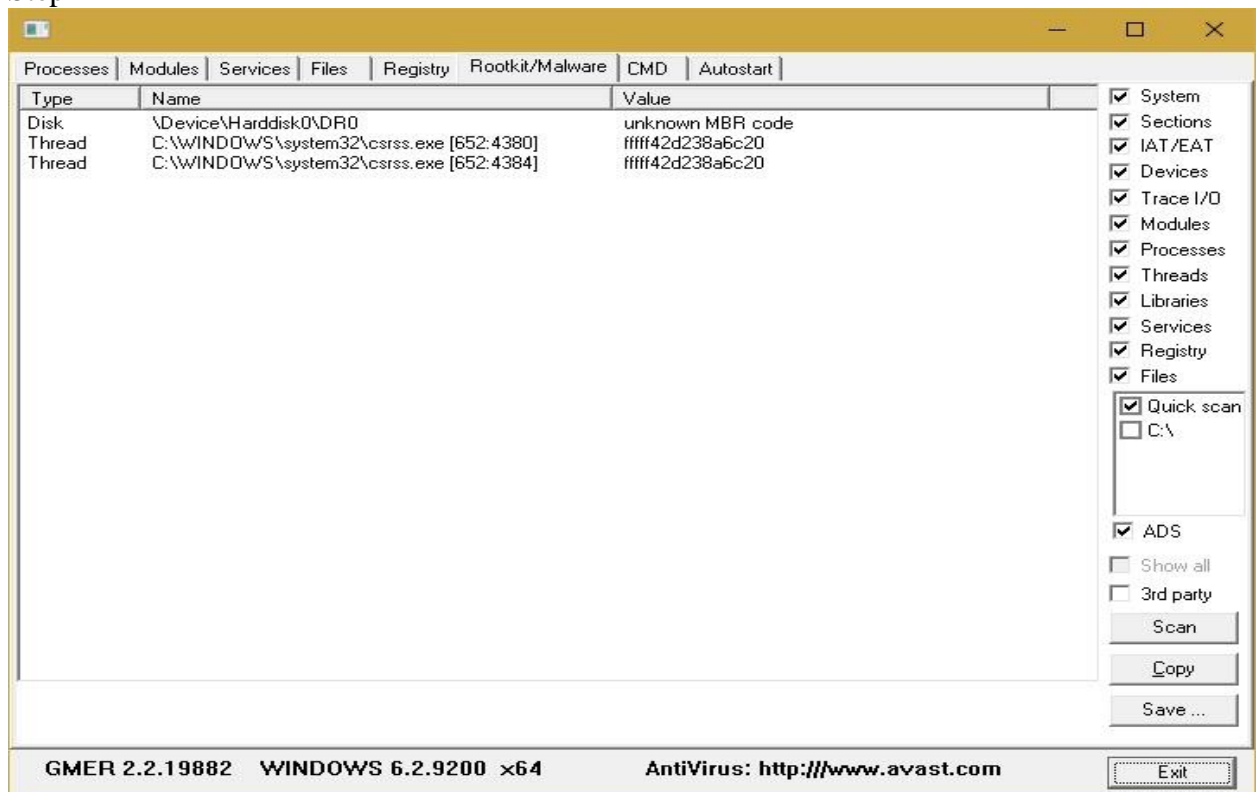 Processes Modules Services Files Registry Rootkit/Malware CMD Autostart
Type Name Value
Disk \Device\Harddisk0\DR0 unknown MBR code
Thread C:\WINDOWS\system32\csrss.exe [652:4380] fffff42d238a6c20
Thread C:\WINDOWS\system32\csrss.exe [652:4384] fffff42d238a6c20
System
Sections
IAT/EAT
Devices
Trace I/O
Modules
Processes
Threads
Libraries
Services
Registry
Files
Quick scan
C:\
ADS
Show all
3rd party
Scan
Copy
Save ...
GMER 2.2.19882 WINDOWS 6.2.9200 x64 AntiVirus: http:///www.avast.com Exit